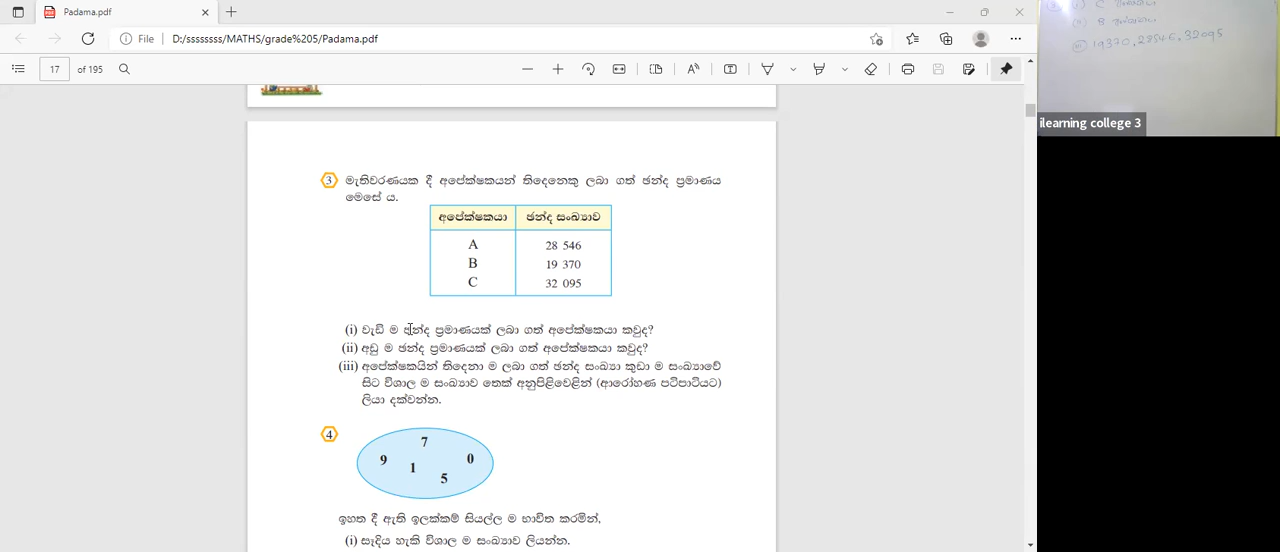 Padama.pdf
File D:/ssssssss/MATHS/grade%205/Padama.pdf
17 of 195
3 මැතිවරණයක දී අපේක්ෂකයන් තිදෙනෙකු ලබා ගත් ඡන්ද ප්‍රමාණය
මෙසේ ය.
අපේක්ෂකයා ඡන්ද සංඛ්‍යාව
A 28 546
B 19 370
C 32 095
(i) වැඩි ම ඡන්ද ප්‍රමාණයක් ලබා ගත් අපේක්ෂකයා කවුද?
(ii) අඩු ම ඡන්ද ප්‍රමාණයක් ලබා ගත් අපේක්ෂකයා කවුද?
(iii) අපේක්ෂකයින් තිදෙනා ම ලබා ගත් ඡන්ද සංඛ්‍යා කුඩා ම සංඛ්‍යාවේ
සිට විශාල ම සංඛ්‍යාව තෙක් අනුපිළිවෙළින් (ආරෝහණ පටිපාටියට)
ලියා දක්වන්න.
4
7
9 0
1
5
ඉහත දී ඇති ඉලක්කම් සියල්ල ම භාවිත කරමින්,
(i) සෑදිය හැකි විශාල ම සංඛ්‍යාව ලියන්න.
3 (i) C
(ii) B
(iii) 19370, 28546, 32095
ilearning college 3